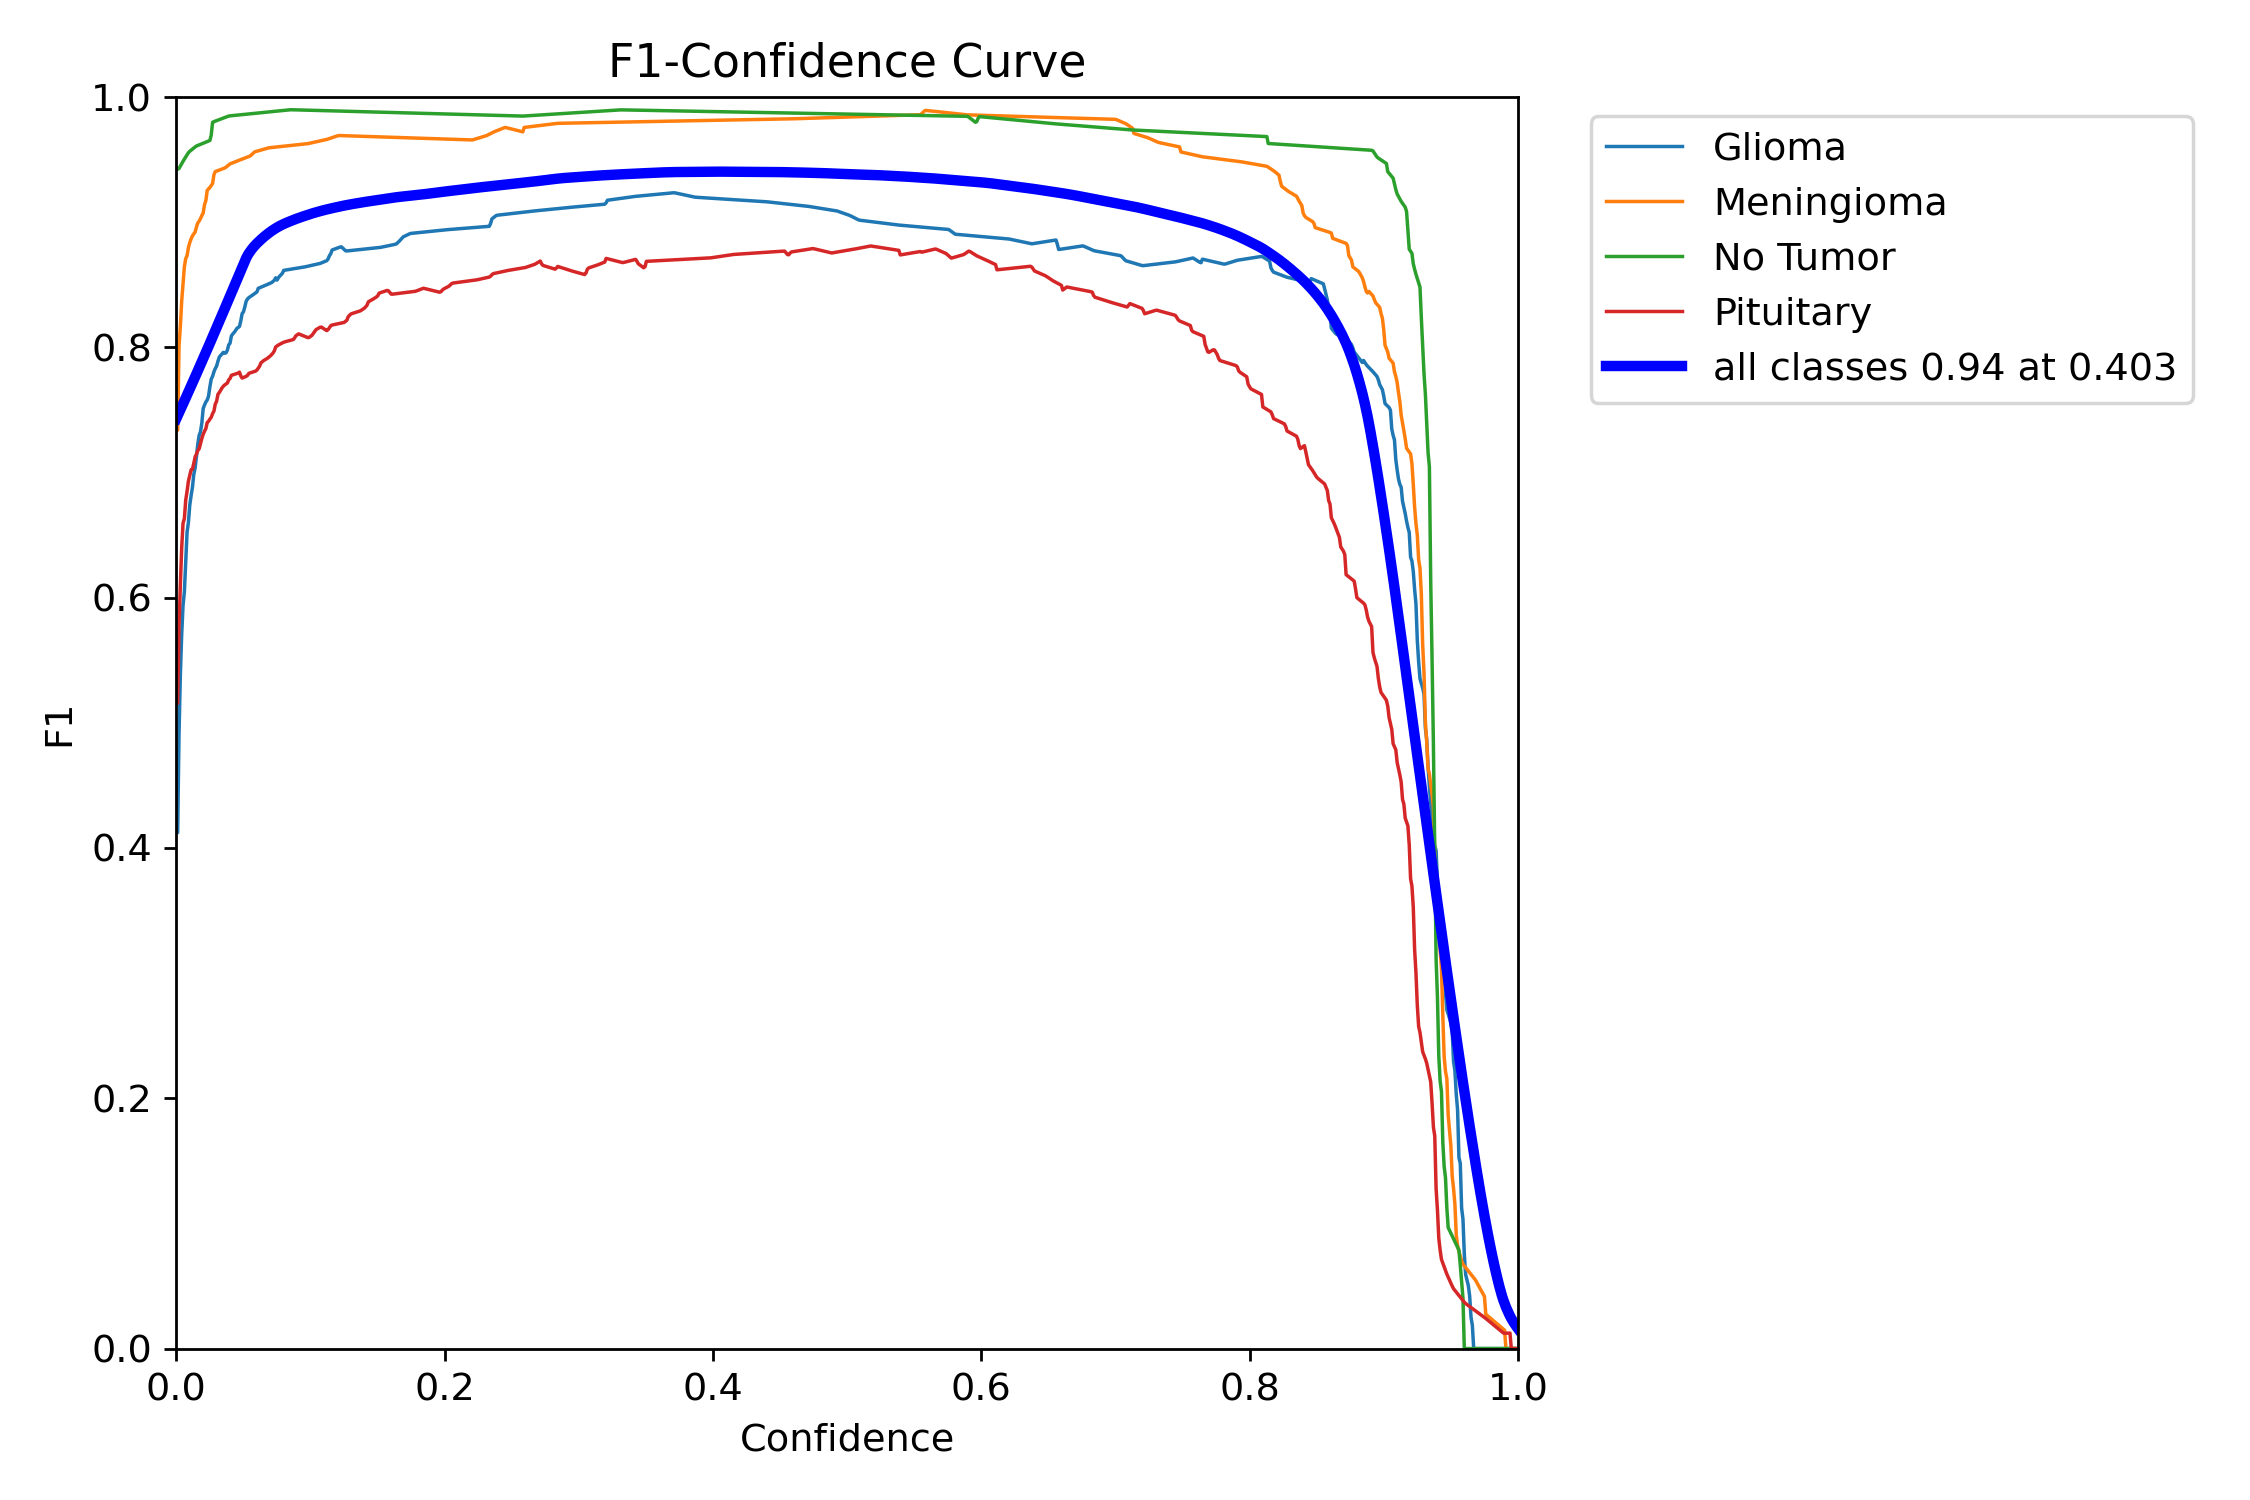 F1-Confidence Curve
1.0
0.8
0.6
0.4
0.2
0.0
F1
0.0 0.2 0.4 0.6 0.8 1.0
Confidence
Glioma
Meningioma
No Tumor
Pituitary
all classes 0.94 at 0.403